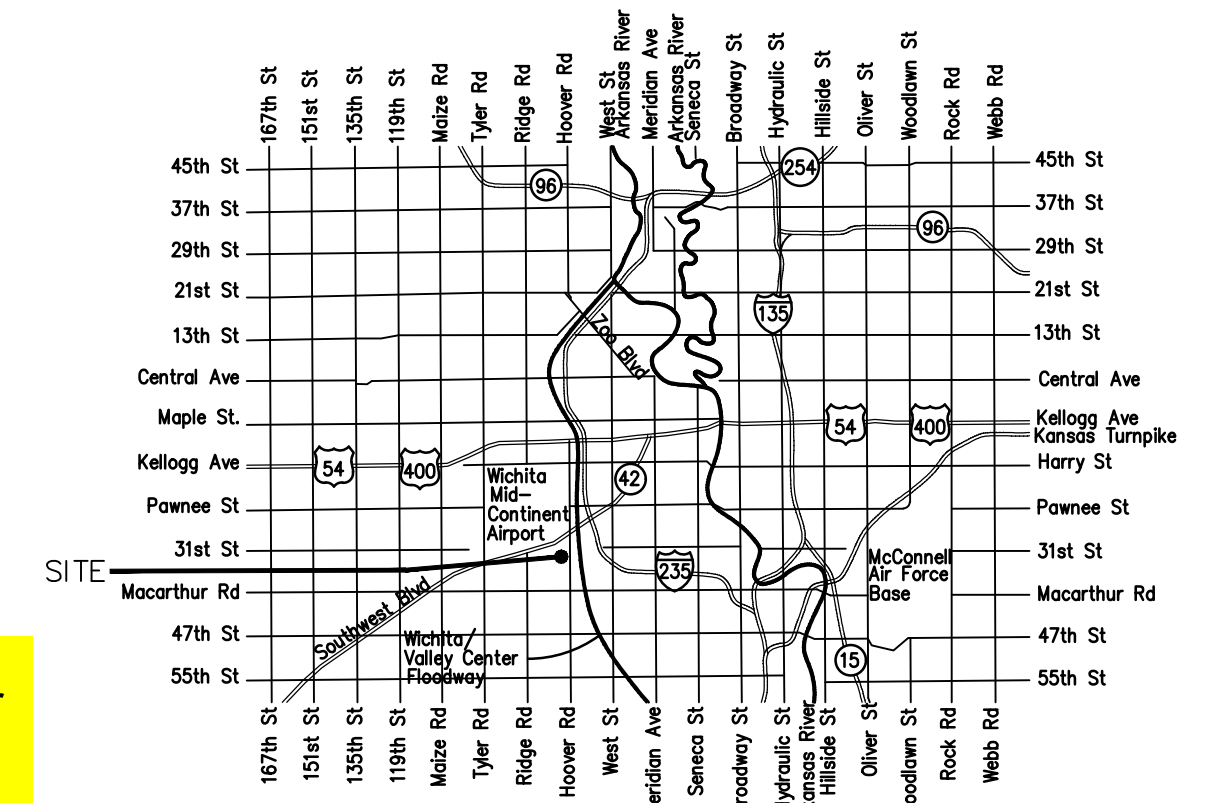 167th St
151st St
135th St
119th St
Maize Rd
Tyler Rd
Ridge Rd
Hoover Rd
West St
Arkansas River
Meridian Ave
Arkansas River
Seneca St
Broadway St
Hydraulic St
Hillside St
Oliver St
Woodlawn St
Rock Rd
Webb Rd
45th St
37th St
29th St
21st St
13th St
Central Ave
Maple St.
Kellogg Ave
Pawnee St
31st St
SITE
Macarthur Rd
47th St
55th St
96
254
96
135
Zoo Blvd
54
400
54
400
42
Wichita
Mid-
Continent
Airport
235
McConnell
Air Force
Base
Southwest Blvd
Wichita/
Valley Center
Floodway
15
45th St
37th St
29th St
21st St
13th St
Central Ave
Kellogg Ave
Kansas Turnpike
Harry St
Pawnee St
31st St
Macarthur Rd
47th St
55th St
167th St
151st St
135th St
119th St
Maize Rd
Tyler Rd
Ridge Rd
Hoover Rd
West St
eridian Ave
Seneca St
roadway St
ydraulic St
kansas River
Hillside St
Oliver St
oodlawn St
Rock Rd
Webb Rd